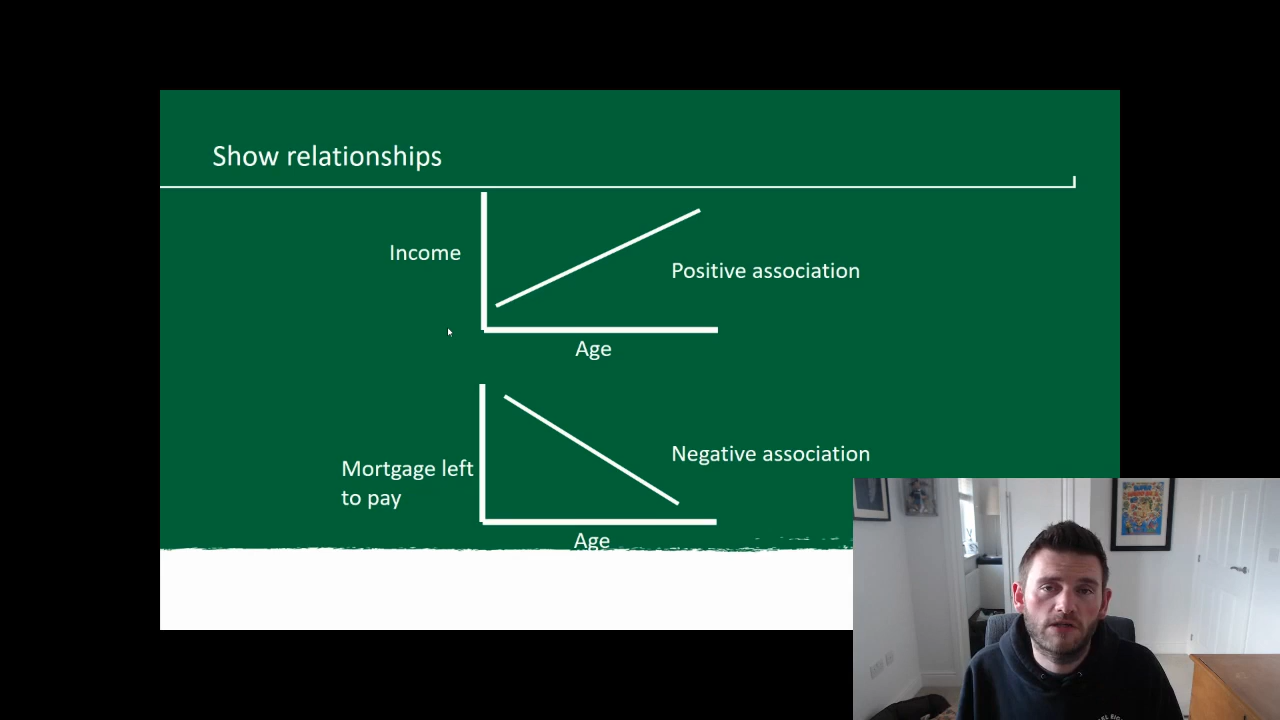 Show relationships
Income
Positive association
Age
Mortgage left
to pay
Negative association
Age